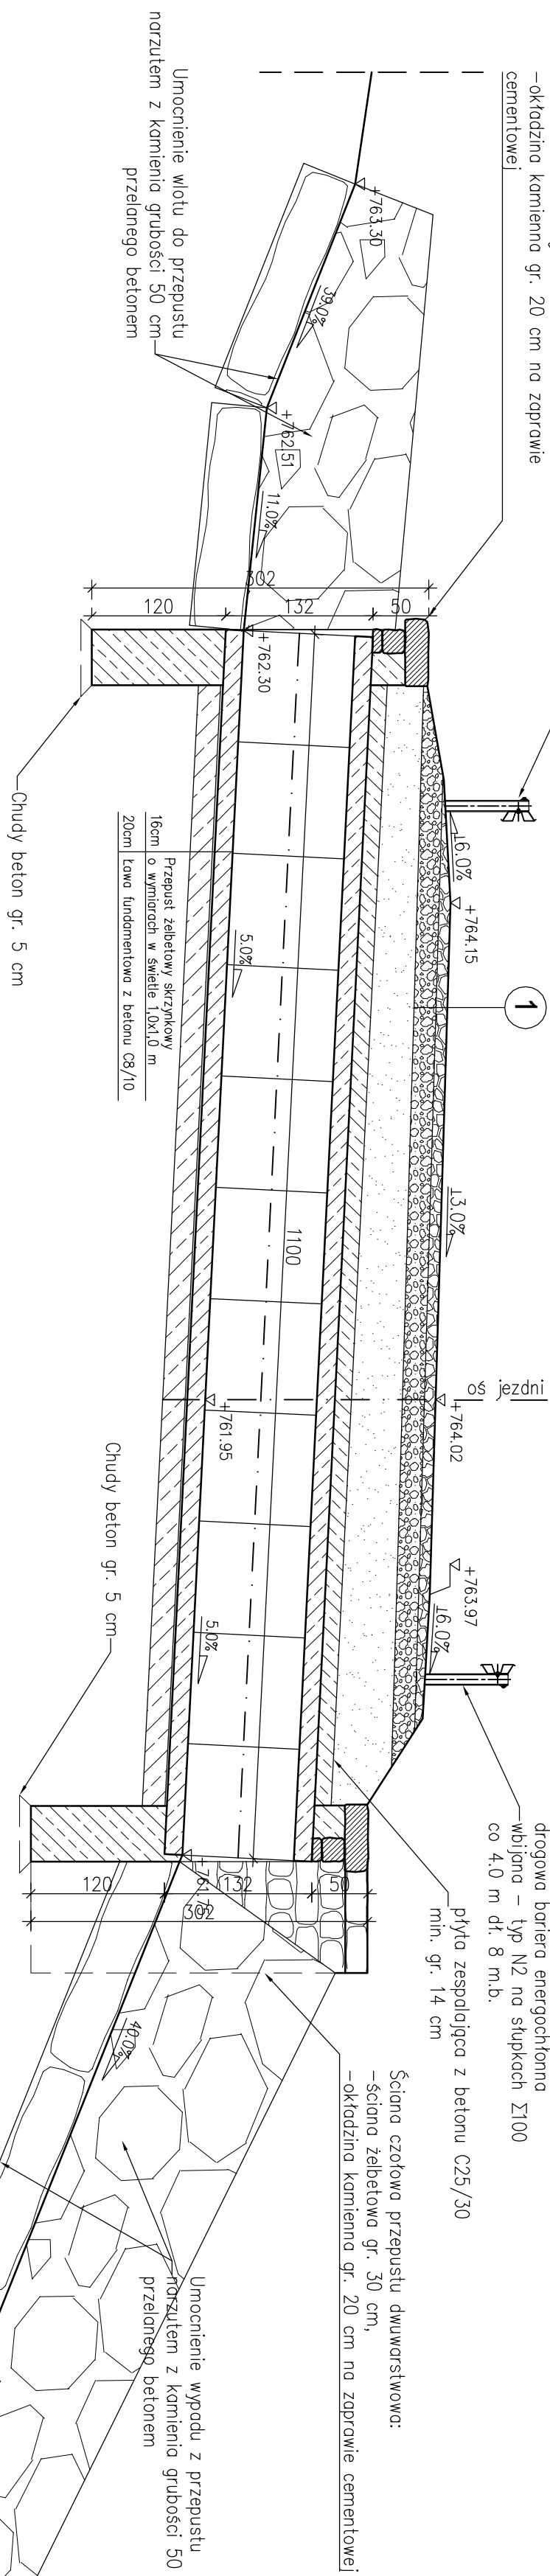 -okładzina kamienna gr. 20 cm na zaprawie
cementowej
Umocnienie wlotu do przepustu
narzutem z kamienia grubości 50 cm
przelanego betonem
+763.30
39.0%
+762.51
11.0%
302
120
132
50
+762.30
Chudy beton gr. 5 cm
Przepust żelbetowy skrzynkowy
16cm o wymiarach w świetle 1,0x1,0 m
20cm Ława fundamentowa z betonu C8/10
6.0%
+764.15
1
5.0%
3.0%
1100
oś jezdni
+764.02
+761.95
Chudy beton gr. 5 cm
+763.97
6.0%
5.0%
drogowa bariera energochłonna
wbijana - typ N2 na słupkach Σ100
co 4.0 m dł. 8 m.b.
płyta zespalająca z betonu C25/30
min. gr. 14 cm
+761.75
120
132
50
302
40.0%
Ściana czołowa przepustu dwuwarstwowa:
-ściana żelbetowa gr. 30 cm,
-okładzina kamienna gr. 20 cm na zaprawie cementowej
Umocnienie wypadu z przepustu
narzutem z kamienia grubości 50
przelanego betonem